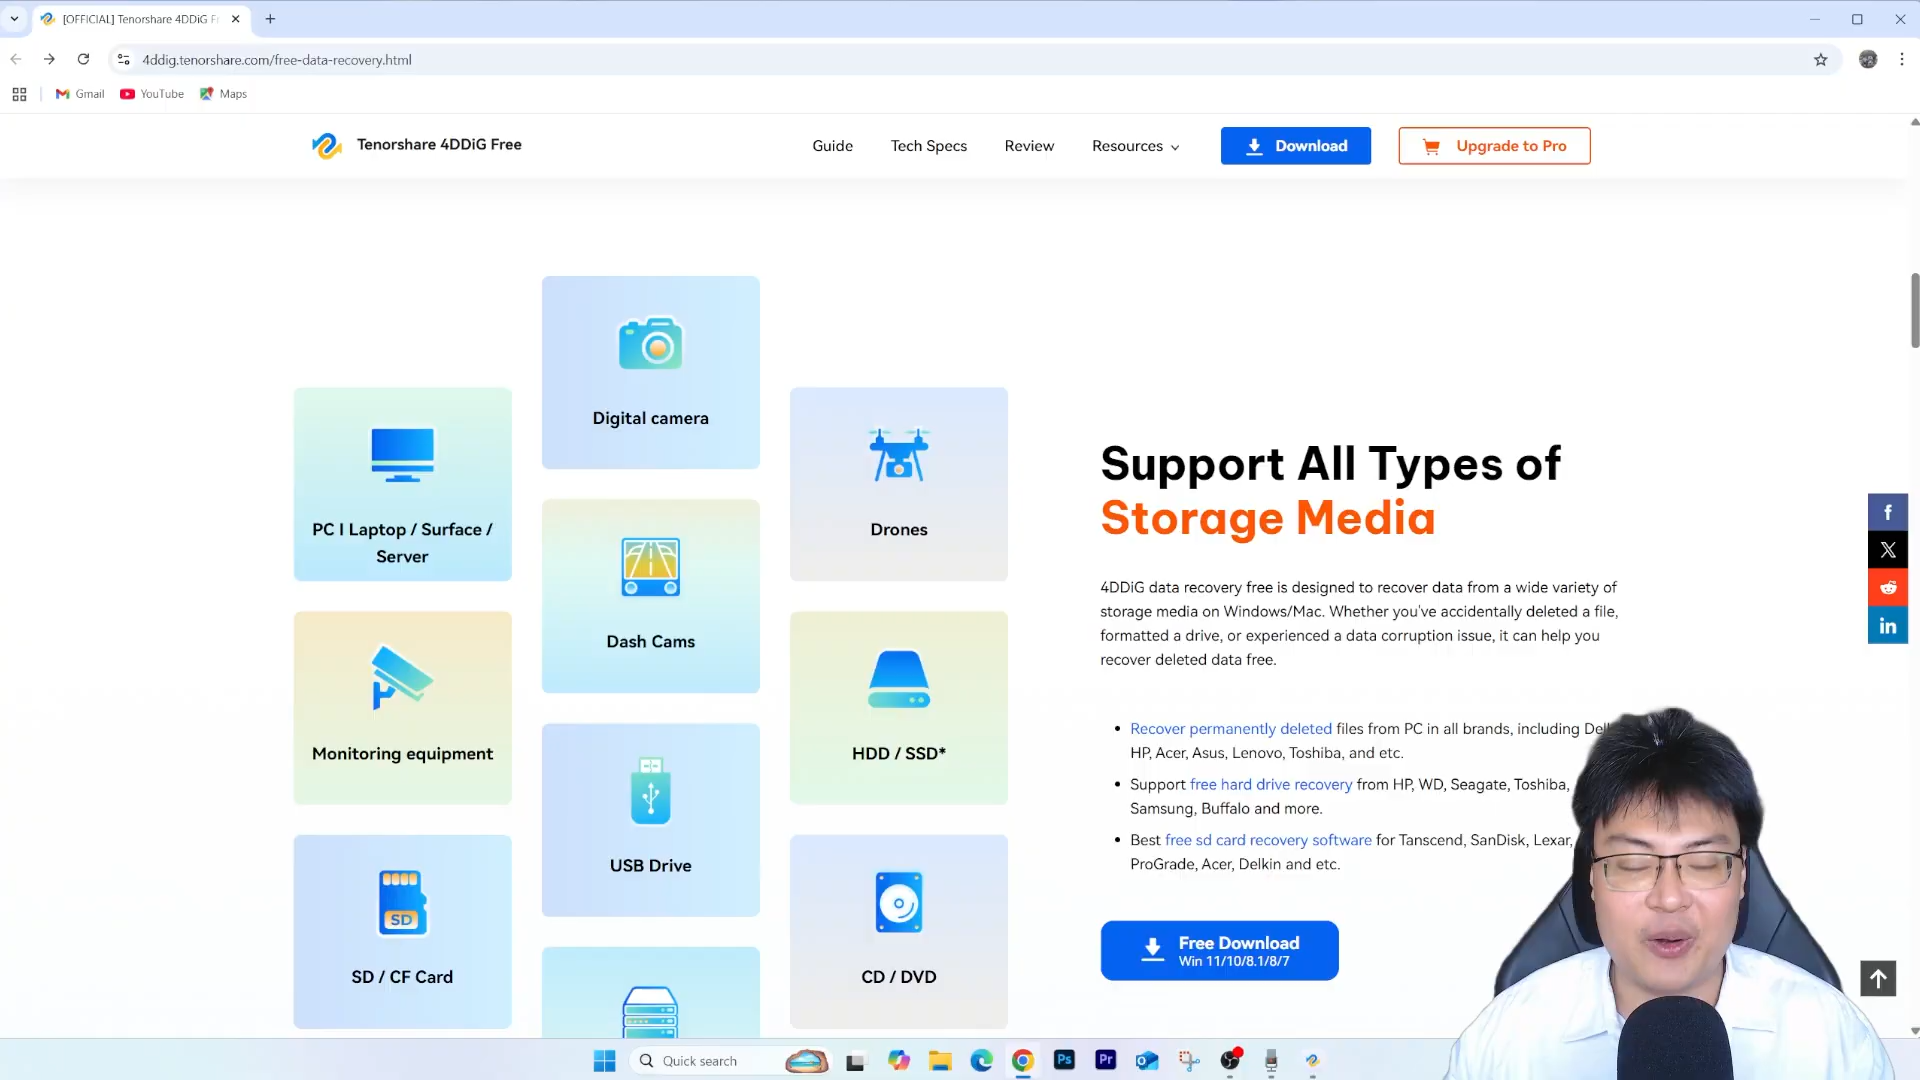 [OFFICIAL] Tenorshare 4DDiG Fr
4ddig.tenorshare.com/free-data-recovery.html
Gmail
YouTube
Maps
Tenorshare 4DDiG Free
Guide
Tech Specs
Review
Resources
Download
Upgrade to Pro
Digital camera
PC I Laptop / Surface /
Server
Drones
Dash Cams
Monitoring equipment
HDD / SSD*
USB Drive
SD
SD / CF Card
CD / DVD
Support All Types of
Storage Media
4DDiG data recovery free is designed to recover data from a wide variety of
storage media on Windows/Mac. Whether you've accidentally deleted a file,
formatted a drive, or experienced a data corruption issue, it can help you
recover deleted data free.
Recover permanently deleted files from PC in all brands, including Dell
HP, Acer, Asus, Lenovo, Toshiba, and etc.
Support free hard drive recovery from HP, WD, Seagate, Toshiba,
Samsung, Buffalo and more.
Best free sd card recovery software for Tanscend, SanDisk, Lexar,
ProGrade, Acer, Delkin and etc.
Free Download
Win 11/10/8.1/8/7
f
X
in
Quick search
Ps
Pr